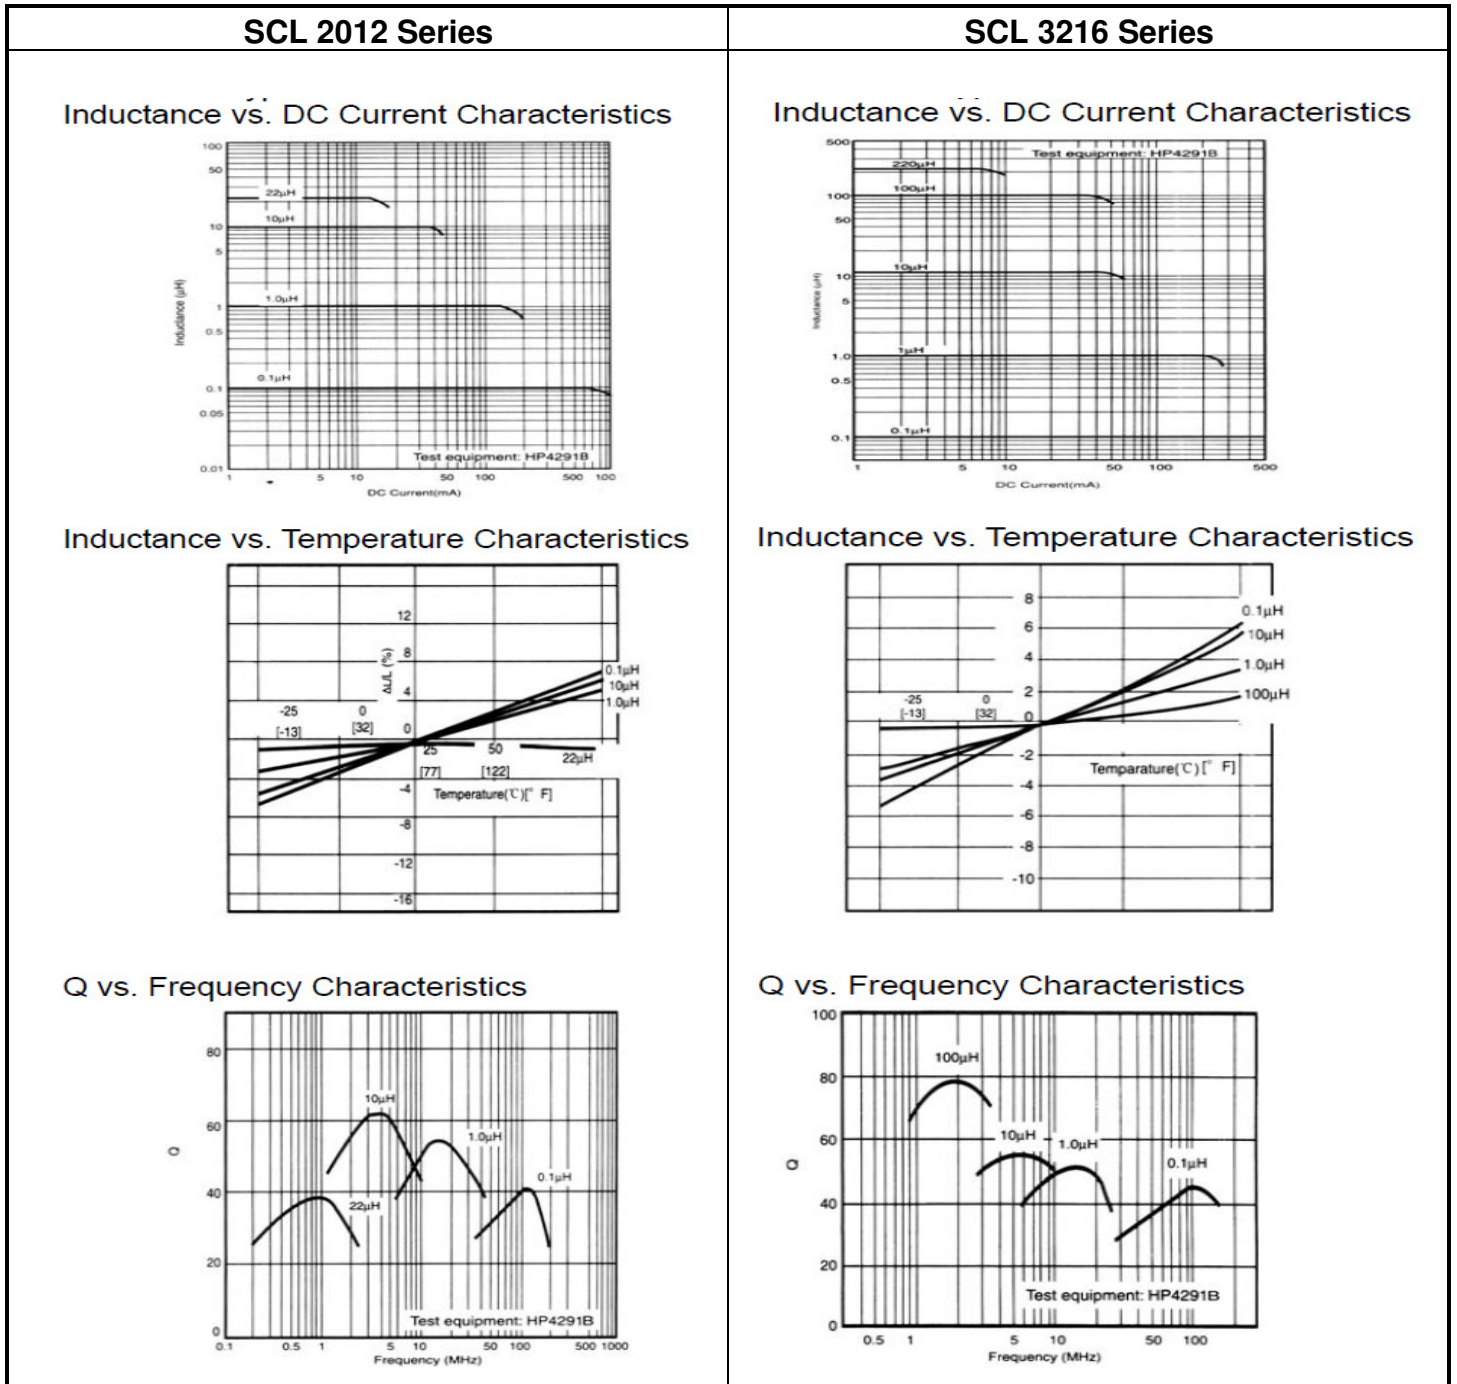 SCL 2012 Series
SCL 3216 Series
Inductance vs. DC Current Characteristics
100
50
10
5
1
0.5
0.1
0.05
0.01
22μH
10μH
1.0μH
0.1μH
Inductance (μH)
Test equipment: HP4291B
1 5 10 50 100 500 100
DC Current(mA)
Inductance vs. Temperature Characteristics
12
8
4
0
-4
-8
-12
-16
ΔL/L (%)
-25 0
[-13] [32]
25 50
[77] [122]
0.1μH
10μH
1.0μH
22μH
Temperature(℃)[° F]
Q vs. Frequency Characteristics
80
60
40
20
0
Q
10μH
1.0μH
0.1μH
22μH
Test equipment: HP4291B
0.1 0.5 1 5 10 50 100 500 1000
Frequency (MHz)
Inductance vs. DC Current Characteristics
500
100
50
10
5
1.0
0.5
0.1
Test equipment: HP4291B
220μH
100μH
10μH
1μH
0.1μH
Inductance (μH)
1 5 10 50 100 500
DC Current(mA)
Inductance vs. Temperature Characteristics
8
6
4
2
0
-2
-4
-6
-8
-10
-25 0
[-13] [32]
0.1μH
10μH
1.0μH
100μH
Temparature(℃)[° F]
Q vs. Frequency Characteristics
100
80
60
40
20
0
Q
100μH
10μH
1.0μH
0.1μH
Test equipment: HP4291B
0.5 1 5 10 50 100
Frequency (MHz)